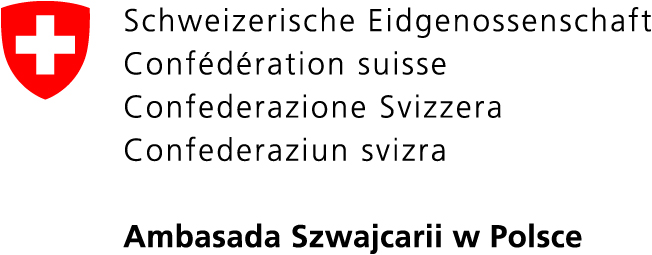 Schweizerische Eidgenossenschaft
Confédération suisse
Confederazione Svizzera
Confederaziun svizra
Ambasada Szwajcarii w Polsce